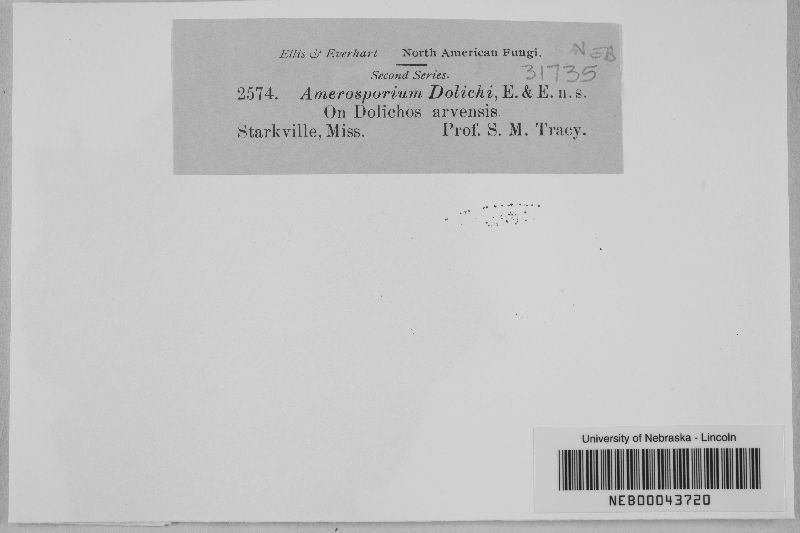 Ellis & Everhart North American Fungi.
NEB
31735
Second Series.
2574. Amerosporium Dolichi, E. & E. n. s.
On Dolichos arvensis.
Starkville, Miss. Prof. S. M. Tracy.
University of Nebraska - Lincoln
NEB00043720